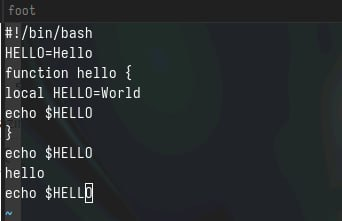 foot
#!/bin/bash
HELLO=Hello
function hello {
local HELLO=World
echo $HELLO
}
echo $HELLO
hello
echo $HELLO
~